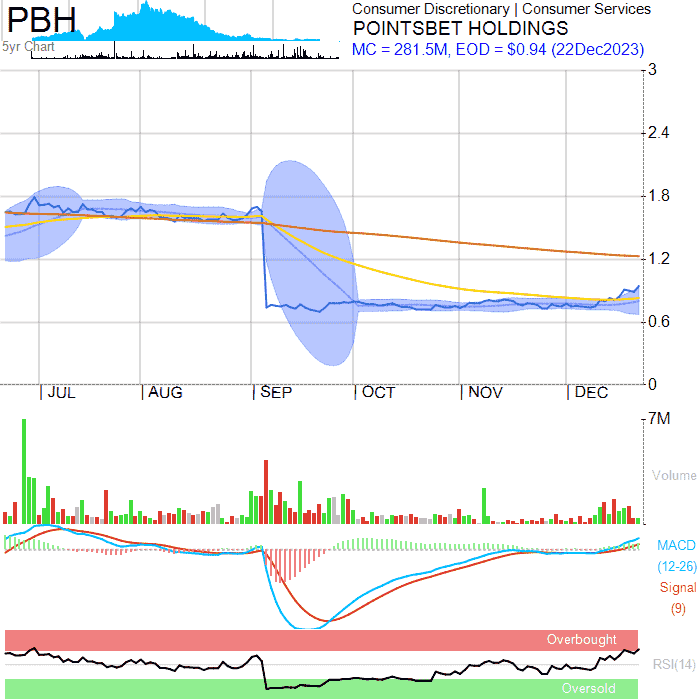 PBH
5yr Chart
Consumer Discretionary | Consumer Services
POINTSBET HOLDINGS
MC = 281.5M, EOD = $0.94 (22Dec2023)
3
2.4
1.8
1.2
0.6
0
| JUL | AUG | SEP | OCT | NOV | DEC
7M
Volume
MACD
(12-26)
Signal
(9)
Overbought
RSI(14)
Oversold